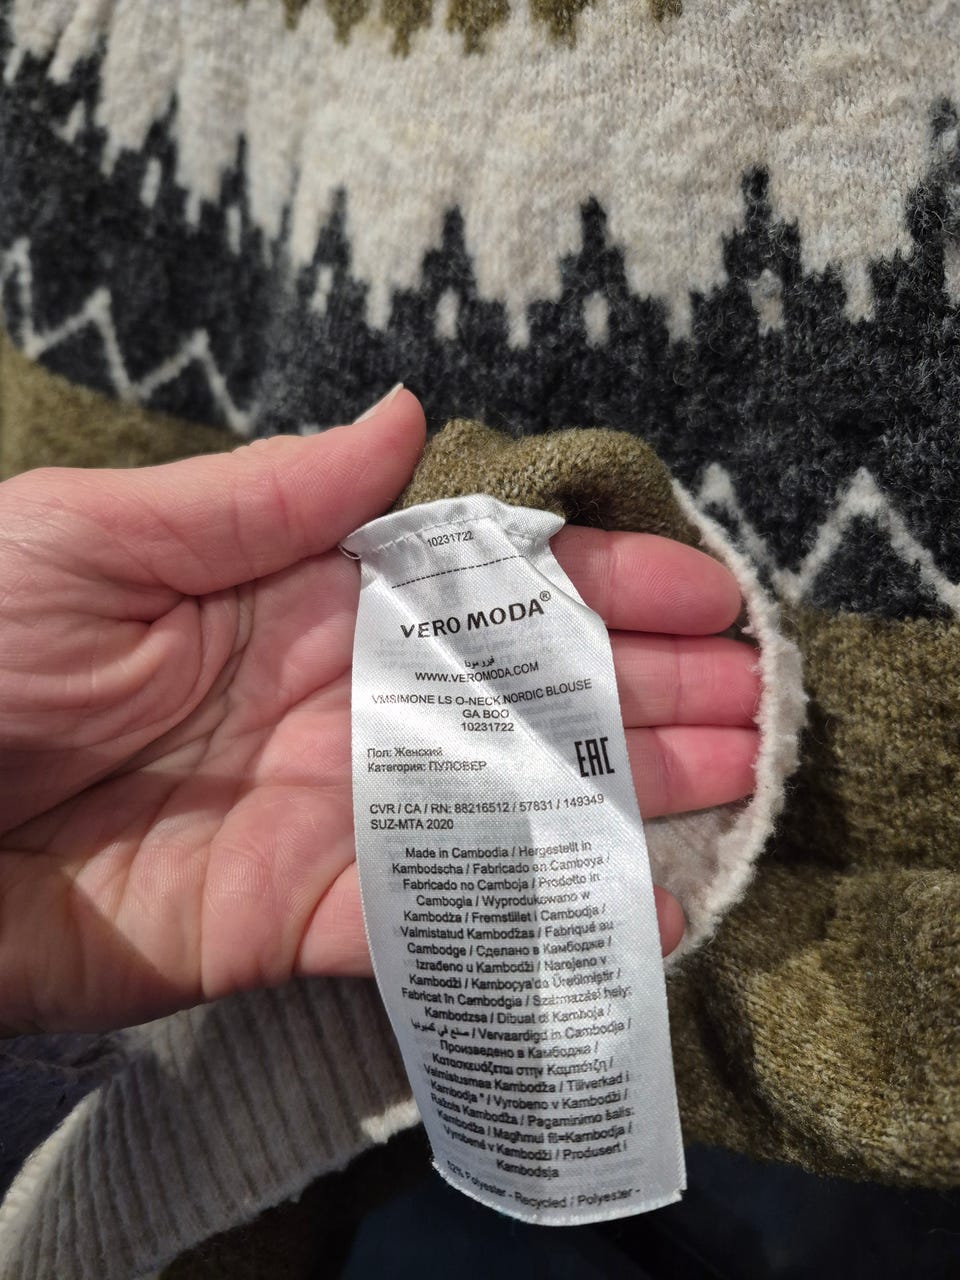 10231722
VERO MODA®
فيرو مودا
WWW.VEROMODA.COM
VMSIMONE LS O-NECK NORDIC BLOUSE
GA BOO
10231722
Пол: Женский
Категория: ПУЛОВЕР
EAC
CVR / CA / RN: 88216512 / 57831 / 149349
SUZ-MTA 2020
Made in Cambodia / Hergestellt in
Kambodscha / Fabricado en Camboya /
Fabricado no Camboja / Prodotto in
Cambogia / Wyprodukowano w
Kambodża / Fremstillet i Cambodja /
Valmistatud Kambodžas / Fabriqué au
Cambodge / Сделано в Камбодже /
Izrađeno u Kambodži / Narejeno v
Kambodži / Kamboçya'da Üretilmiştir /
Fabricat în Cambodgia / Származási hely:
Kambodzsa / Dibuat di Kamboja /
صنع في كمبوديا / Vervaardigd in Cambodja /
Произведено в Камбоджа /
Κατασκευάζεται στην Καμπότζη /
Valmistusmaa Kambodža / Tillverkad i
Kambodja * / Vyrobeno v Kambodži /
Ražots Kambodža / Pagaminimo šalis:
Kambodža / Maghmul fil=Kambodja /
Vyrobené v Kambodži / Produsert i
Kambodsja
52% Polyester - Recycled / Polyester -